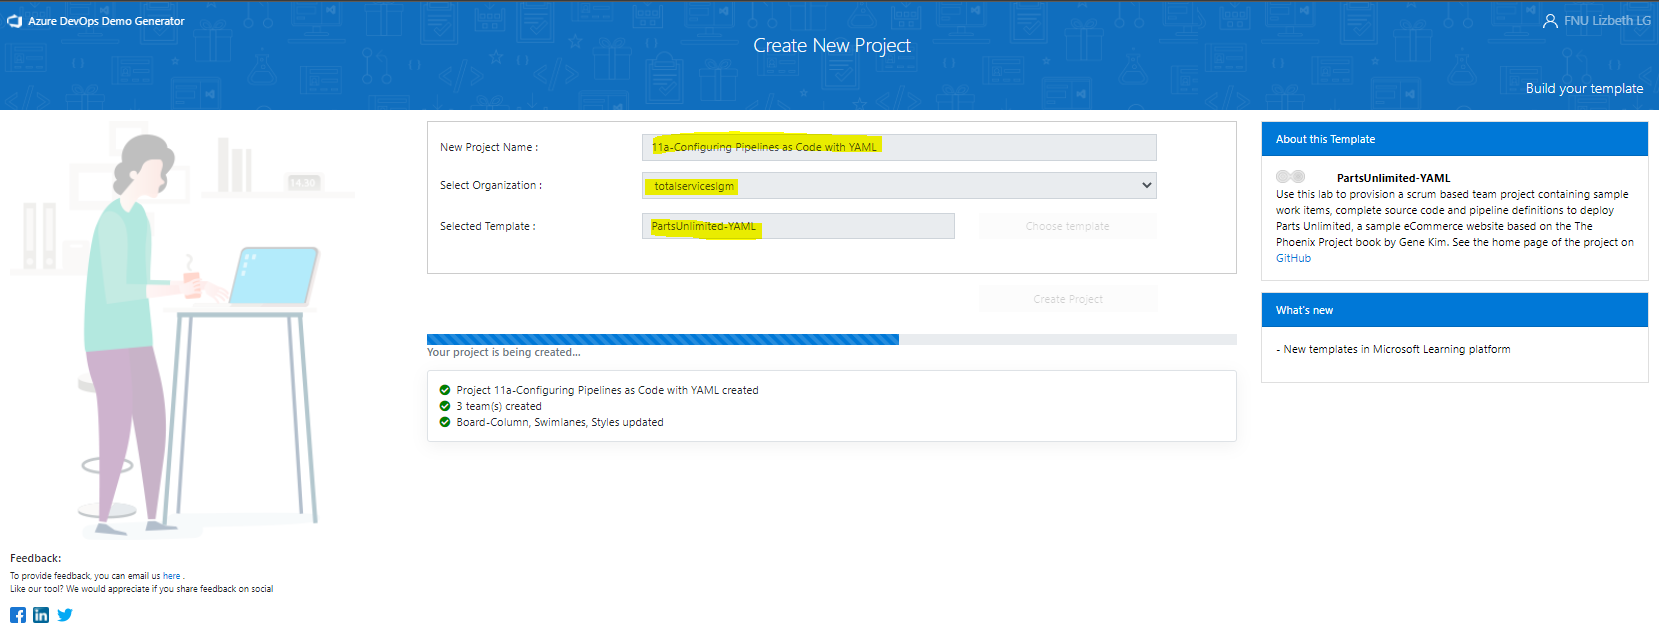 Azure DevOps Demo Generator
FNU Lizbeth LG
Create New Project
Build your template
New Project Name :
11a-Configuring Pipelines as Code with YAML
Select Organization :
totalserviceslgm
Selected Template :
PartsUnlimited-YAML
Choose template
Create Project
Your project is being created...
Project 11a-Configuring Pipelines as Code with YAML created
3 team(s) created
Board-Column, Swimlanes, Styles updated
About this Template
PartsUnlimited-YAML
Use this lab to provision a scrum based team project containing sample
work items, complete source code and pipeline definitions to deploy
Parts Unlimited, a sample eCommerce website based on the The
Phoenix Project book by Gene Kim. See the home page of the project on
GitHub
What's new
- New templates in Microsoft Learning platform
14.30
Feedback:
To provide feedback, you can email us here .
Like our tool? We would appreciate if you share feedback on social